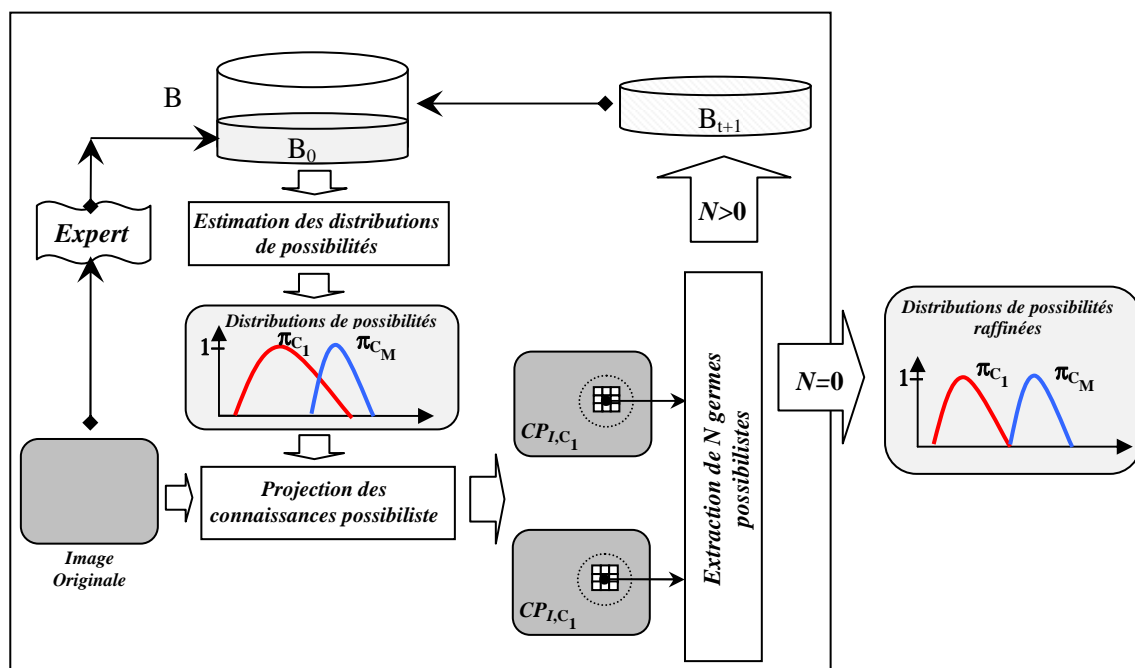 B
B0
Bt+1
Expert
Estimation des distributions
de possibilités
N>0
Distributions de possibilités
1
πC1
πCM
Image
Originale
Projection des
connaissances possibiliste
CPI,C1
CPI,C1
Extraction de N germes
possibilistes
N=0
Distributions de possibilités
raffinées
1
πC1
πCM